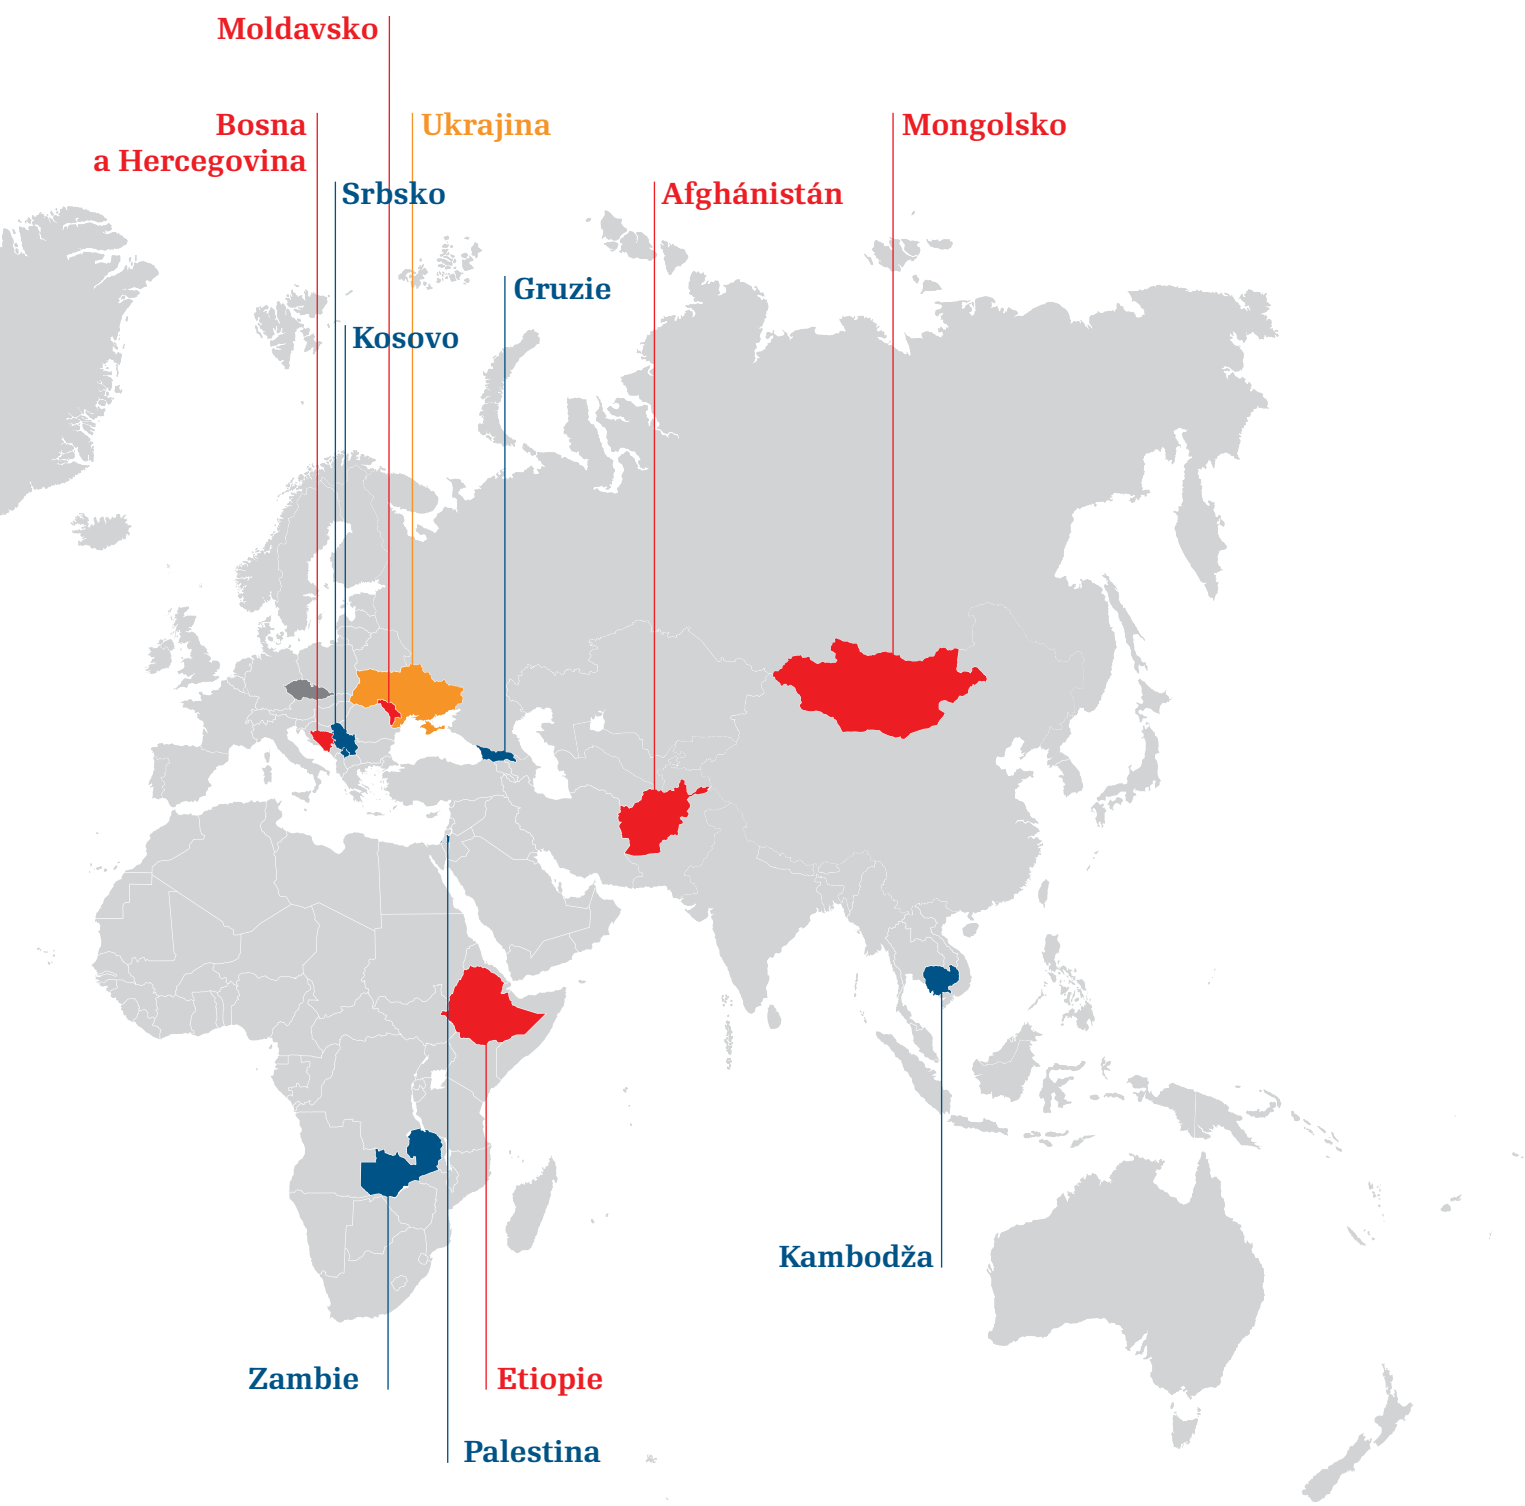 Moldavsko
Bosna
a Hercegovina
Ukrajina
Mongolsko
Srbsko
Afghánistán
Gruzie
Kosovo
Kambodža
Zambie
Etiopie
Palestina